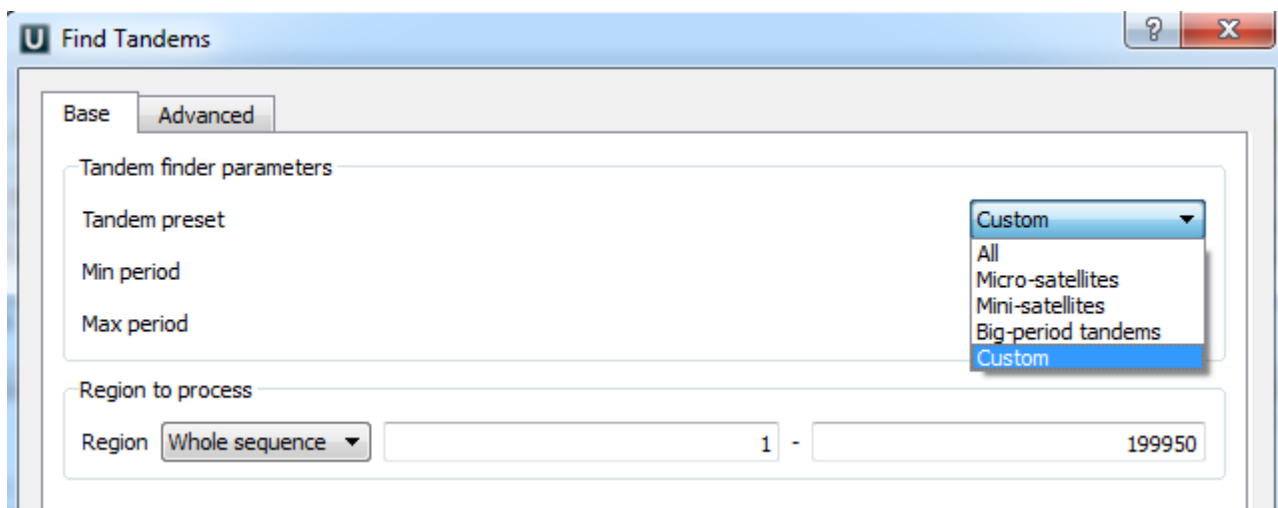 U Find Tandems ?
Base Advanced
Tandem finder parameters
Tandem preset Custom
All
Min period
Micro-satellites
Mini-satellites
Max period
Big-period tandems
Custom
Region to process
Region Whole sequence 1 - 199950